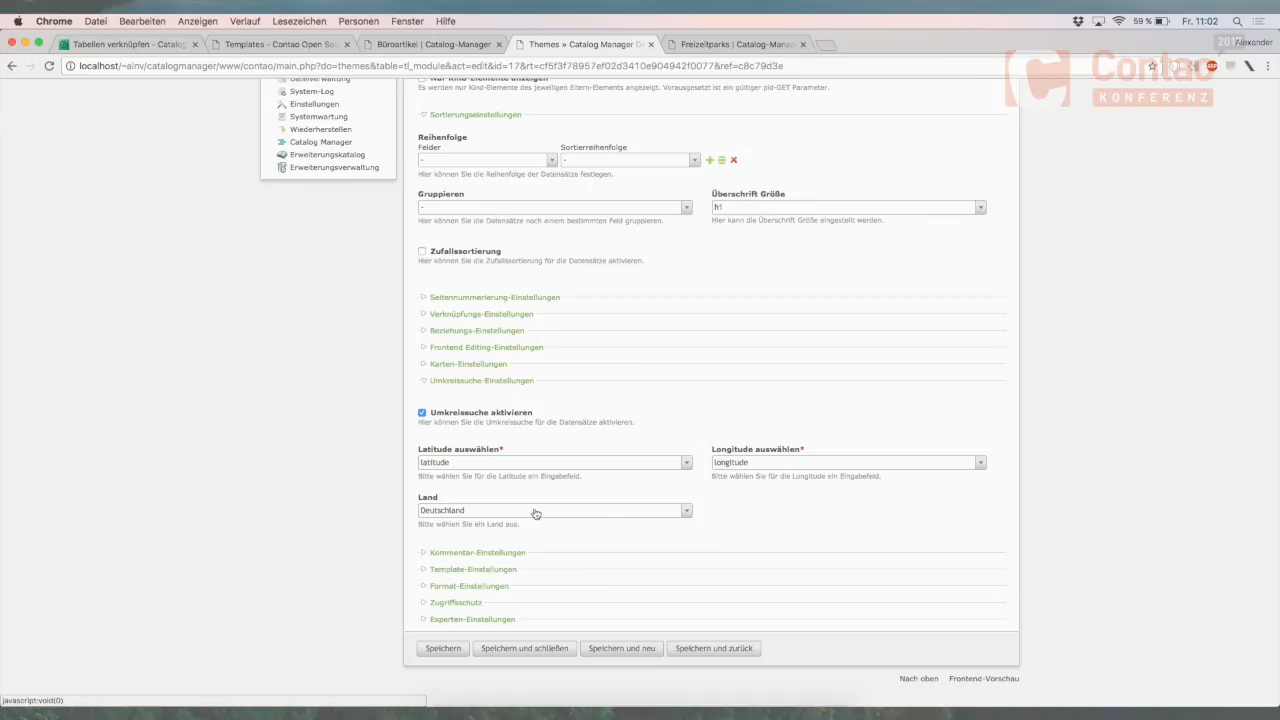 Chrome Datei Bearbeiten Anzeigen Verlauf Lesezeichen Personen Fenster Hilfe 59 % Fr. 11:02
Tabellen verknüpfen - Catalog Templates - Contao Open Sou Büroartikel | Catalog-Manager Themes » Catalog Manager D Freizeitparks | Catalog-Mana 2017 Alexander
localhost/~alnv/catalogmanager/www/contao/main.php?do=themes&table=tl_module&act=edit&id=17&rt=cf5f3f78957ef02d3410e904942f0077&ref=c8c79d3e
Contao
KONFERENZ
Dateiverwaltung
System-Log
Einstellungen
Systemwartung
Wiederherstellen
Catalog Manager
Erweiterungskatalog
Erweiterungsverwaltung
Nur Kind-Elemente anzeigen
Es werden nur Kind-Elemente des jeweiligen Eltern-Elements angezeigt. Vorausgesetzt ist ein gültiger pid-GET Parameter.
Sortierungseinstellungen
Reihenfolge
Felder Sortierreihenfolge
- -
Hier können Sie die Reihenfolge der Datensätze festlegen.
Gruppieren Überschrift Größe
- h1
Hier können Sie die Datensätze nach einem bestimmten Feld gruppieren. Hier kann die Überschrift Größe eingestellt werden.
Zufallssortierung
Hier können Sie die Zufallssortierung für die Datensätze aktivieren.
Seitennummerierung-Einstellungen
Verknüpfungs-Einstellungen
Beziehungs-Einstellungen
Frontend Editing-Einstellungen
Karten-Einstellungen
Umkreissuche-Einstellungen
Umkreissuche aktivieren
Hier können Sie die Umkreissuche für die Datensätze aktivieren.
Latitude auswählen* Longitude auswählen*
latitude longitude
Bitte wählen Sie für die Latitude ein Eingabefeld. Bitte wählen Sie für die Longitude ein Eingabefeld.
Land
Deutschland
Bitte wählen Sie ein Land aus.
Kommentar-Einstellungen
Template-Einstellungen
Format-Einstellungen
Zugriffsschutz
Experten-Einstellungen
Speichern Speichern und schließen Speichern und neu Speichern und zurück
Nach oben Frontend-Vorschau
javascript:void(0)